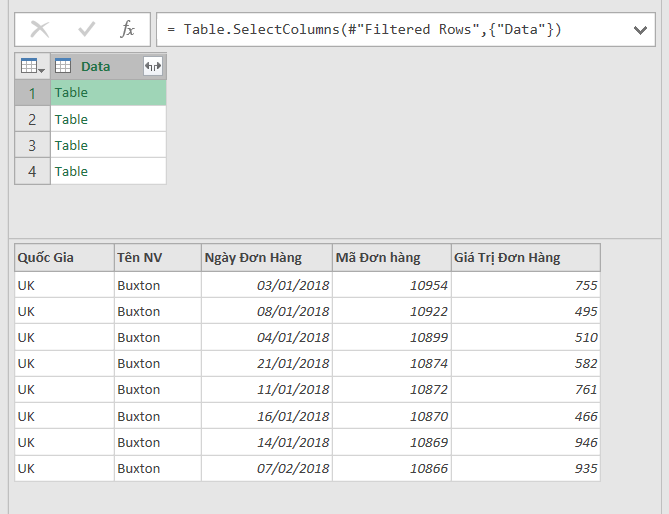 fx = Table.SelectColumns(#"Filtered Rows",{"Data"})
Data
1 Table
2 Table
3 Table
4 Table
Quốc Gia Tên NV Ngày Đơn Hàng Mã Đơn hàng Giá Trị Đơn Hàng
UK Buxton 03/01/2018 10954 755
UK Buxton 08/01/2018 10922 495
UK Buxton 04/01/2018 10899 510
UK Buxton 21/01/2018 10874 582
UK Buxton 11/01/2018 10872 761
UK Buxton 16/01/2018 10870 466
UK Buxton 14/01/2018 10869 946
UK Buxton 07/02/2018 10866 935